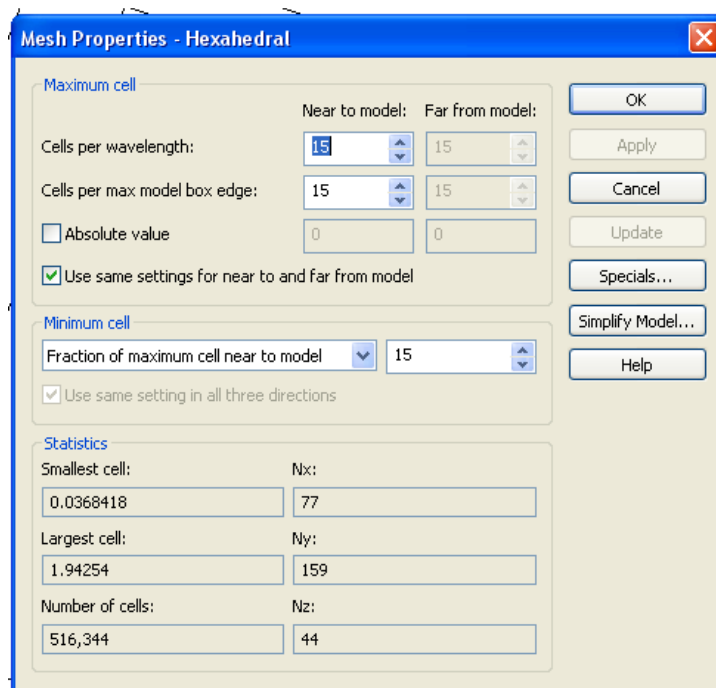 Mesh Properties - Hexahedral
Maximum cell
Near to model: Far from model:
Cells per wavelength: 15 15
Cells per max model box edge: 15 15
Absolute value 0 0
Use same settings for near to and far from model
Minimum cell
Fraction of maximum cell near to model 15
Use same setting in all three directions
Statistics
Smallest cell: Nx:
0.0368418 77
Largest cell: Ny:
1.94254 159
Number of cells: Nz:
516,344 44
OK
Apply
Cancel
Update
Specials...
Simplify Model...
Help